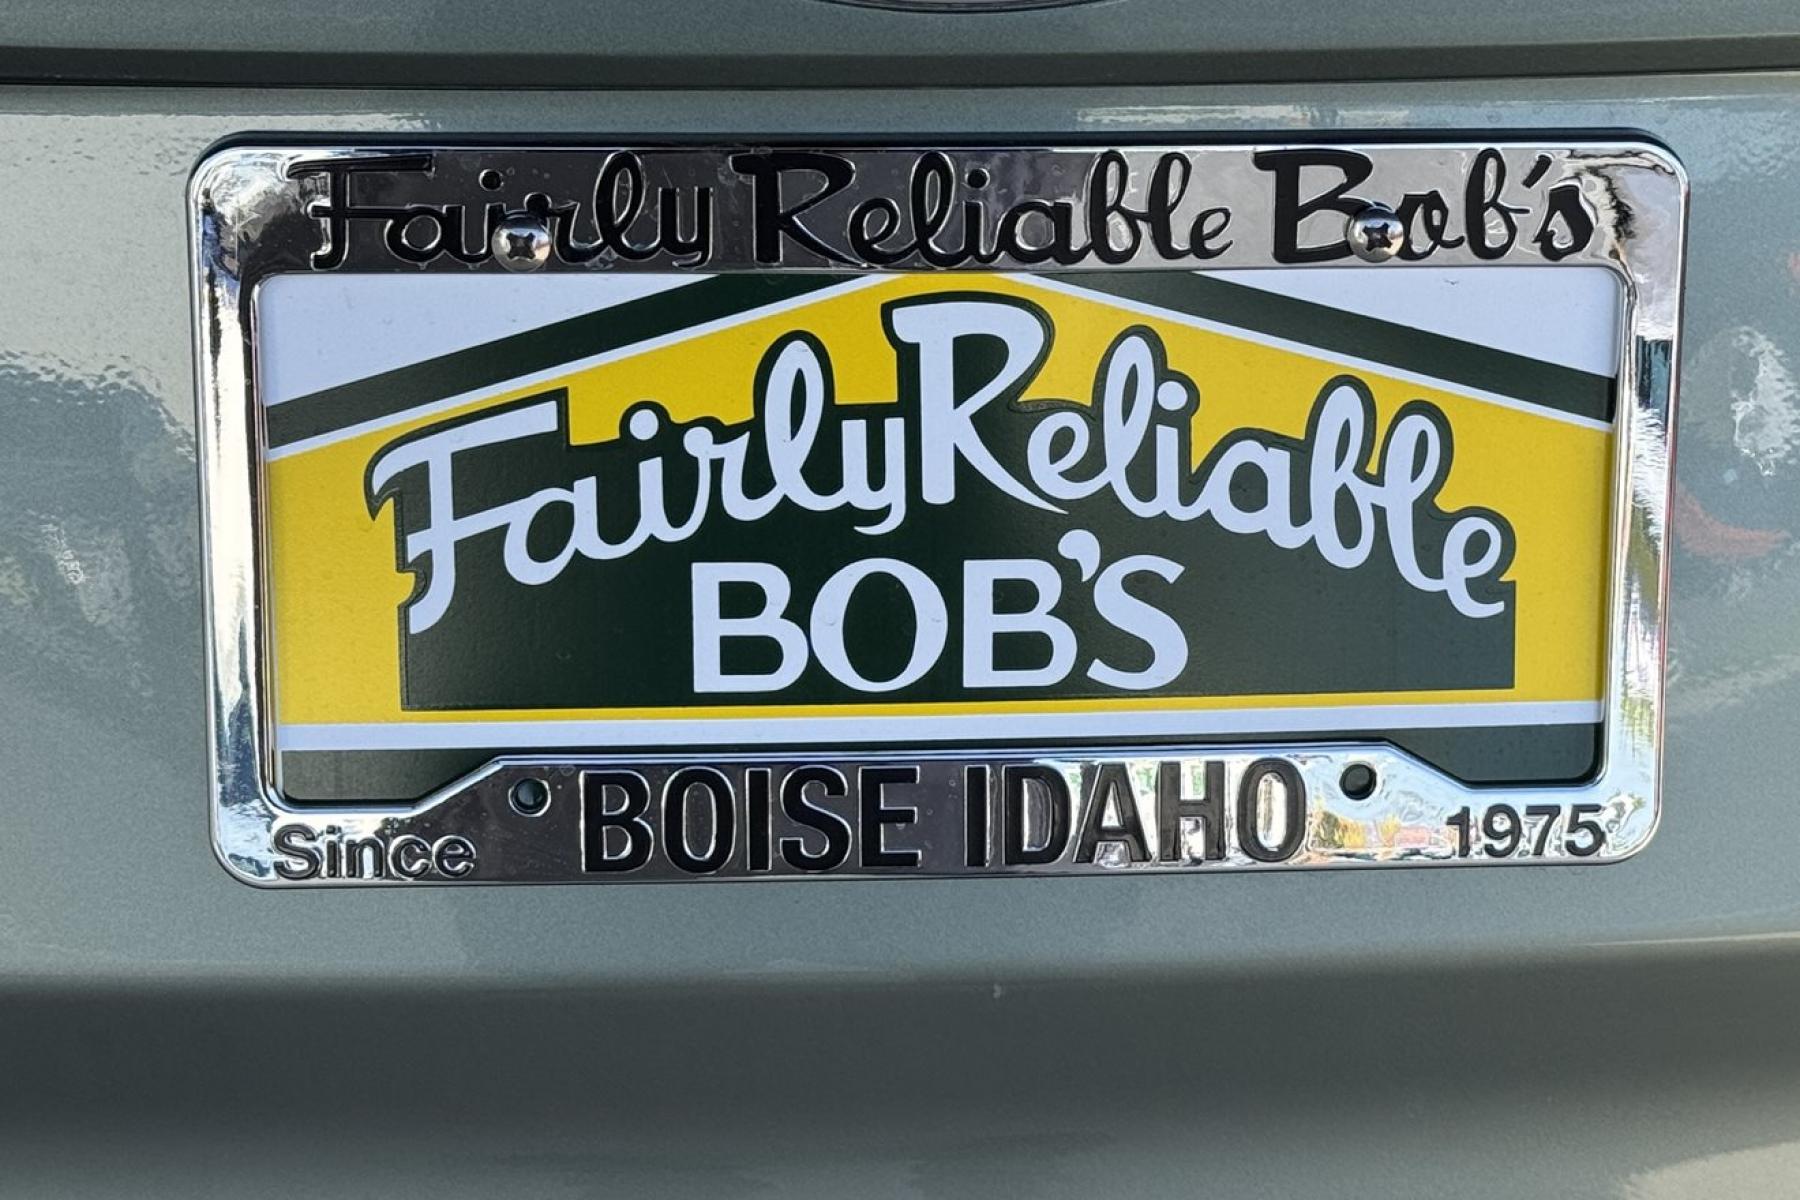 Fairly Reliable Bob's
Fairly Reliable
BOB'S
Since BOISE IDAHO 1975